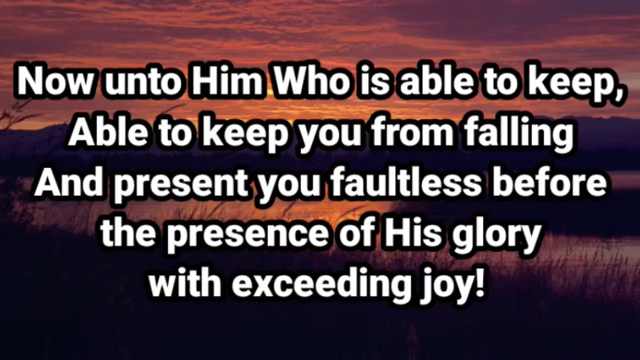 Now unto Him Who is able to keep,
Able to keep you from falling
And present you faultless before
the presence of His glory
with exceeding joy!